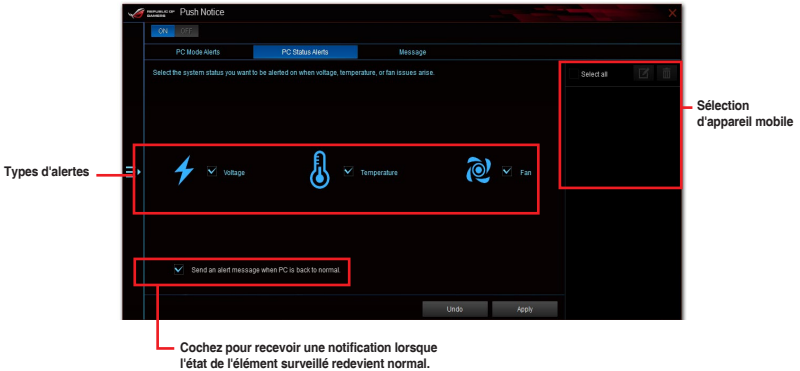 REPUBLIC OF
GAMERS
Push Notice
ON OFF
PC Mode Alerts PC Status Alerts Message
Select the system status you want to be alerted on when voltage, temperature, or fan issues arise.
Select all
Sélection
d'appareil mobile
Types d'alertes
Voltage Temperature Fan
Send an alert message when PC is back to normal.
Undo Apply
Cochez pour recevoir une notification lorsque
l'état de l'élément surveillé redevient normal.